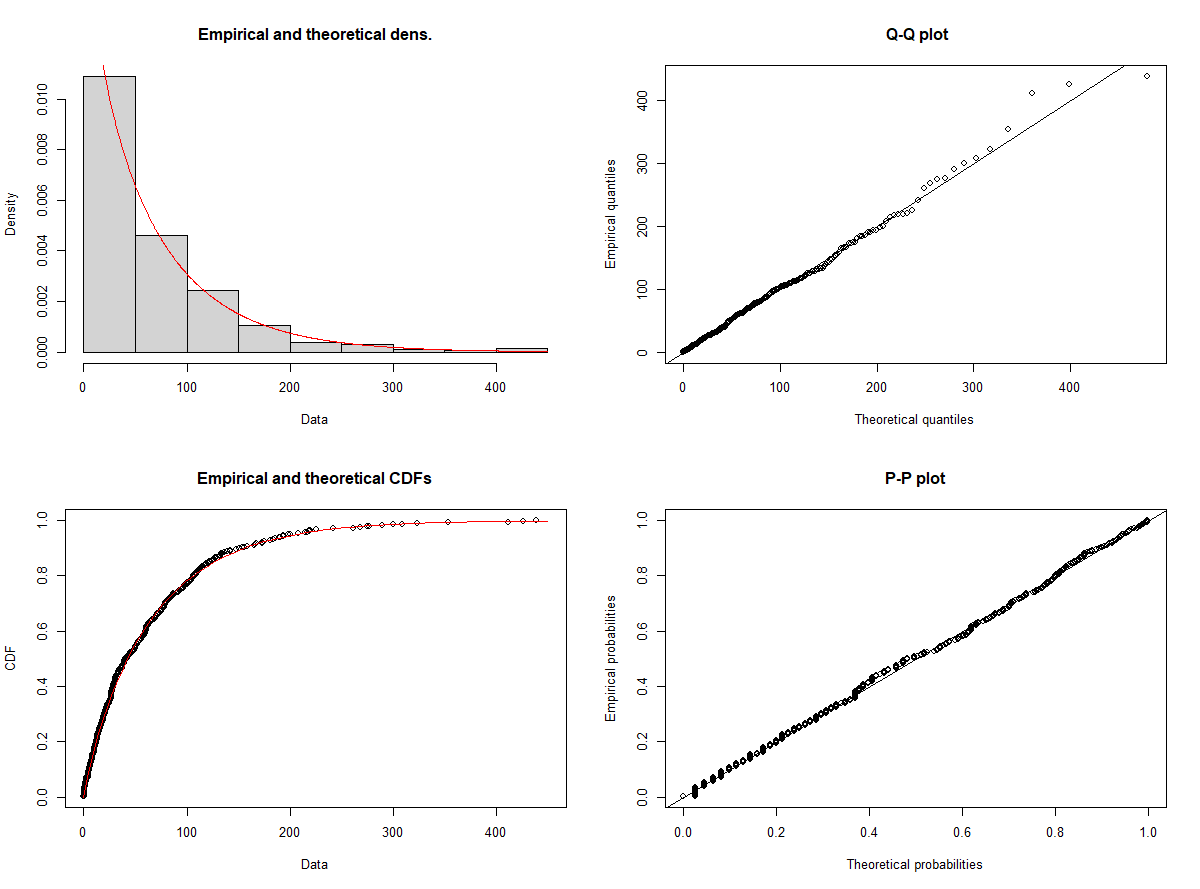 Empirical and theoretical dens.
Density
0.000
0.002
0.004
0.006
0.008
0.010
0 100 200 300 400
Data
Q-Q plot
Empirical quantiles
0
100
200
300
400
0 100 200 300 400
Theoretical quantiles
Empirical and theoretical CDFs
CDF
0.0
0.2
0.4
0.6
0.8
1.0
0 100 200 300 400
Data
P-P plot
Empirical probabilities
0.0
0.2
0.4
0.6
0.8
1.0
0.0 0.2 0.4 0.6 0.8 1.0
Theoretical probabilities